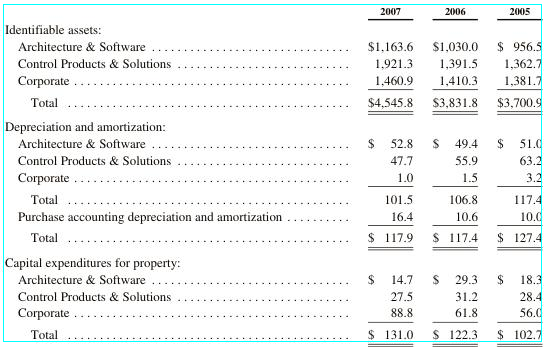 2007 2006 2005
Identifiable assets:
Architecture & Software . . . . . . . . . . . . . . . . . . . . . . . . . . . . . . . $1,163.6 $1,030.0 $ 956.5
Control Products & Solutions . . . . . . . . . . . . . . . . . . . . . . . . . . . 1,921.3 1,391.5 1,362.7
Corporate . . . . . . . . . . . . . . . . . . . . . . . . . . . . . . . . . . . . . . . . . . . 1,460.9 1,410.3 1,381.7
Total . . . . . . . . . . . . . . . . . . . . . . . . . . . . . . . . . . . . . . . . . . . . $4,545.8 $3,831.8 $3,700.9
Depreciation and amortization:
Architecture & Software . . . . . . . . . . . . . . . . . . . . . . . . . . . . . . . $ 52.8 $ 49.4 $ 51.0
Control Products & Solutions . . . . . . . . . . . . . . . . . . . . . . . . . . . 47.7 55.9 63.2
Corporate . . . . . . . . . . . . . . . . . . . . . . . . . . . . . . . . . . . . . . . . . . . 1.0 1.5 3.2
Total . . . . . . . . . . . . . . . . . . . . . . . . . . . . . . . . . . . . . . . . . . . . 101.5 106.8 117.4
Purchase accounting depreciation and amortization . . . . . . . . . . 16.4 10.6 10.0
Total . . . . . . . . . . . . . . . . . . . . . . . . . . . . . . . . . . . . . . . . . . . . $ 117.9 $ 117.4 $ 127.4
Capital expenditures for property:
Architecture & Software . . . . . . . . . . . . . . . . . . . . . . . . . . . . . . . $ 14.7 $ 29.3 $ 18.3
Control Products & Solutions . . . . . . . . . . . . . . . . . . . . . . . . . . . 27.5 31.2 28.4
Corporate . . . . . . . . . . . . . . . . . . . . . . . . . . . . . . . . . . . . . . . . . . . 88.8 61.8 56.0
Total . . . . . . . . . . . . . . . . . . . . . . . . . . . . . . . . . . . . . . . . . . . . $ 131.0 $ 122.3 $ 102.7